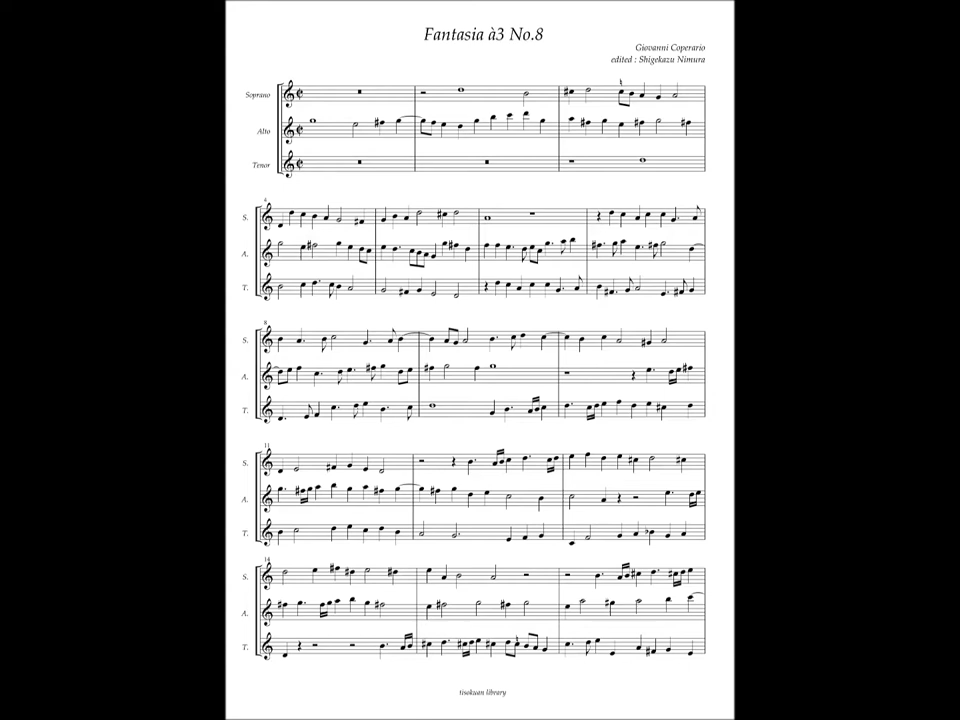 Fantasia à3 No.8
Giovanni Coperario
edited : Shigekazu Nimura
Soprano
Alto
Tenor
4
S.
A.
T.
8
S.
A.
T.
11
S.
A.
T.
14
S.
A.
T.
tisokuan library